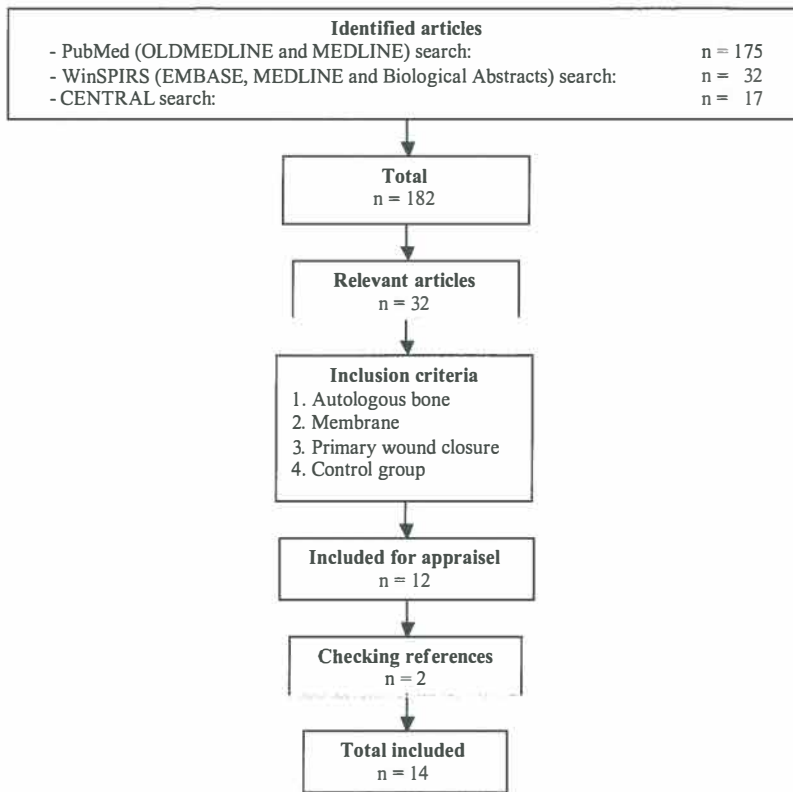 Identified articles
- PubMed (OLDMEDLINE and MEDLINE) search: n = 175
- WinSPIRS (EMBASE, MEDLINE and Biological Abstracts) search: n = 32
- CENTRAL search: n = 17
Total
n = 182
Relevant articles
n = 32
Inclusion criteria
1. Autologous bone
2. Membrane
3. Primary wound closure
4. Control group
Included for appraisel
n = 12
Checking references
n = 2
Total included
n = 14